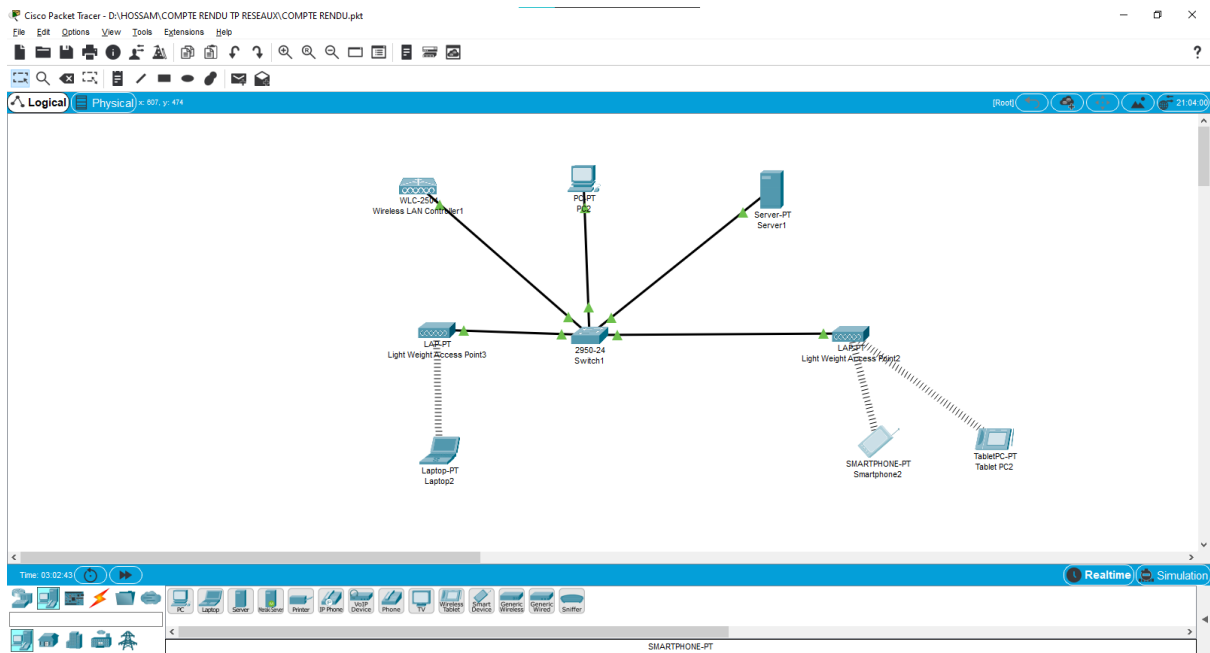 Cisco Packet Tracer - D:\HOSSAM\COMPTE RENDU TP RESEAUX\COMPTE RENDU.pkt
File Edit Options View Tools Extensions Help
?
Logical Physical x: 607, y: 474 [Root] 21:04:00
WLC-2504
Wireless LAN Controller1
PC-PT
PC2
Server-PT
Server1
LAP-PT
Light Weight Access Point3
2950-24
Switch1
LAP-PT
Light Weight Access Point2
Laptop-PT
Laptop2
SMARTPHONE-PT
Smartphone2
TabletPC-PT
Tablet PC2
Time: 03:02:43 Realtime Simulation
PC Laptop Server Printer IP Phone VoIP Device Phone TV Wireless Tablet Smart Device Generic Wireless Generic Wired Sniffer
SMARTPHONE-PT